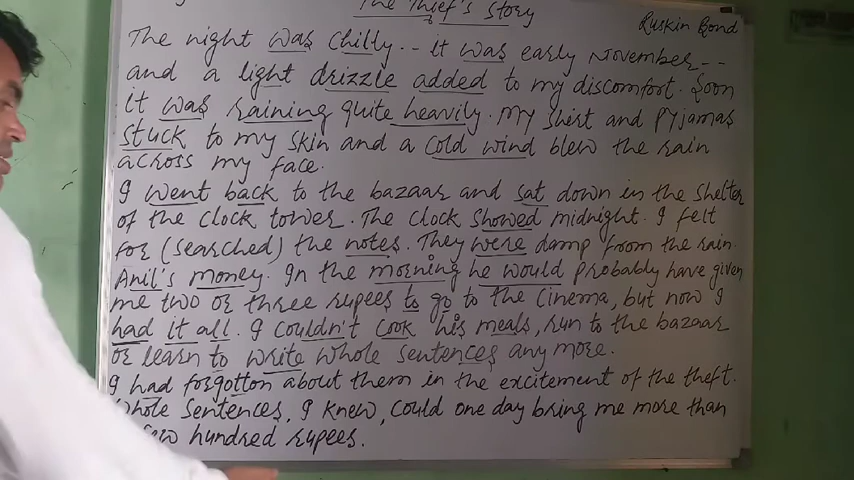 The Thief's Story
Ruskin Bond
The night was chilly -- it was early November --
and a light drizzle added to my discomfort. Soon
it was raining quite heavily. My shirt and pyjamas
stuck to my skin and a cold wind blew the rain
across my face.
I went back to the bazaar and sat down in the shelter
of the clock tower. The clock showed midnight. I felt
for (searched) the notes. They were damp from the rain.
Anil's money. In the morning he would probably have given
me two or three rupees to go to the cinema, but now I
had it all. I couldn't cook his meals, run to the bazaar
or learn to write whole sentences any more.
I had forgotton about them in the excitement of the theft.
whole sentences, I knew, could one day bring me more than
few hundred rupees.